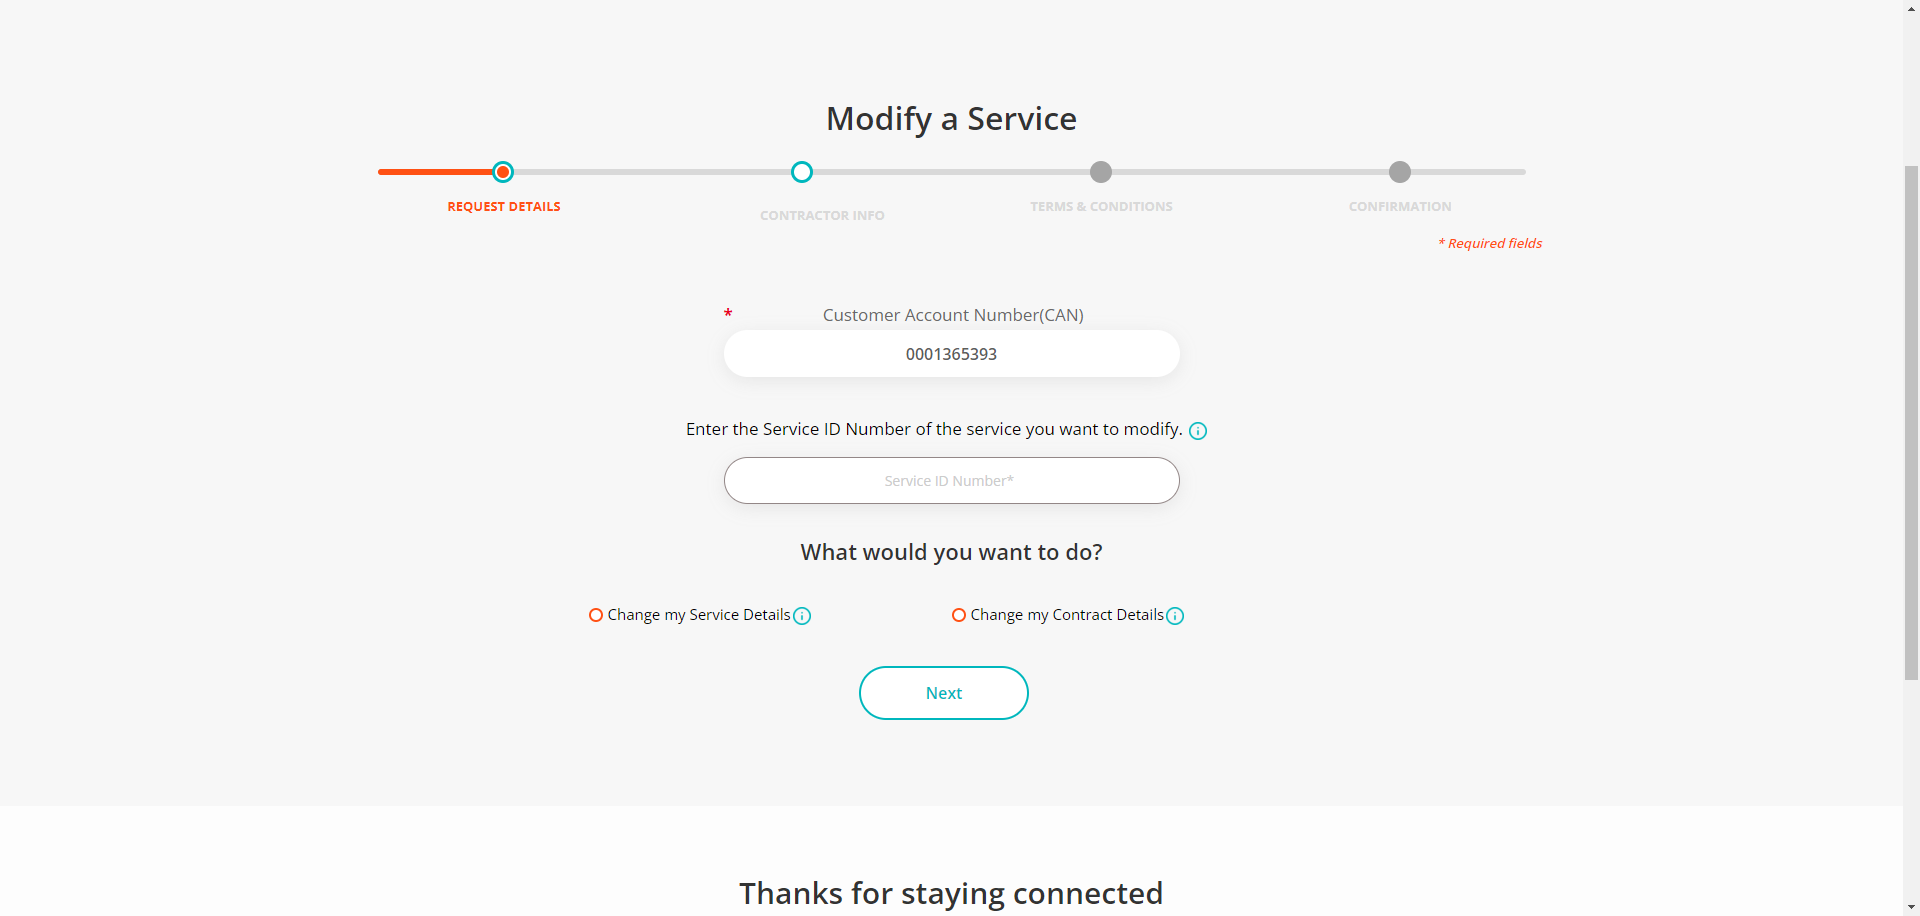 Modify a Service
REQUEST DETAILS
CONTRACTOR INFO
TERMS & CONDITIONS
CONFIRMATION
* Required fields
* Customer Account Number(CAN)
0001365393
Enter the Service ID Number of the service you want to modify.
Service ID Number*
What would you want to do?
Change my Service Details
Change my Contract Details
Next
Thanks for staying connected